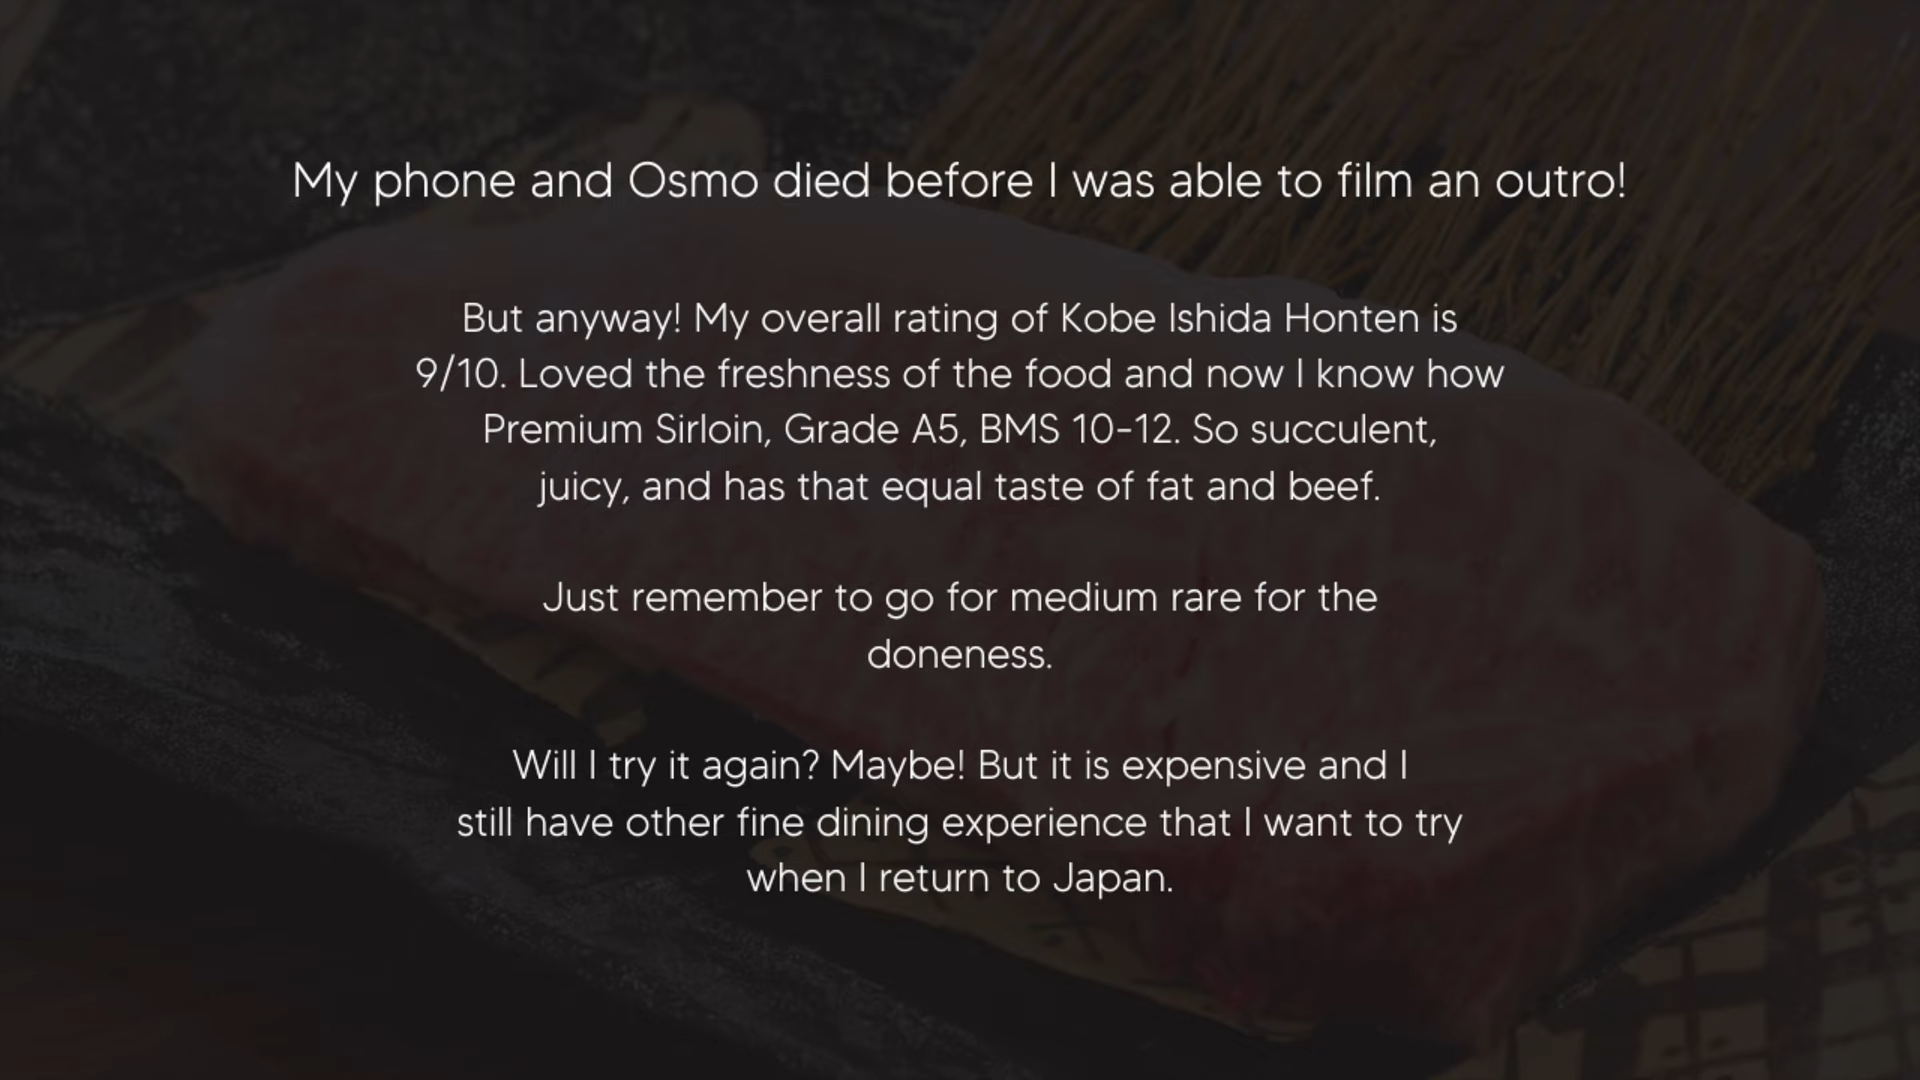 My phone and Osmo died before I was able to film an outro!
But anyway! My overall rating of Kobe Ishida Honten is
9/10. Loved the freshness of the food and now I know how
Premium Sirloin, Grade A5, BMS 10-12. So succulent,
juicy, and has that equal taste of fat and beef.
Just remember to go for medium rare for the
doneness.
Will I try it again? Maybe! But it is expensive and I
still have other fine dining experience that I want to try
when I return to Japan.